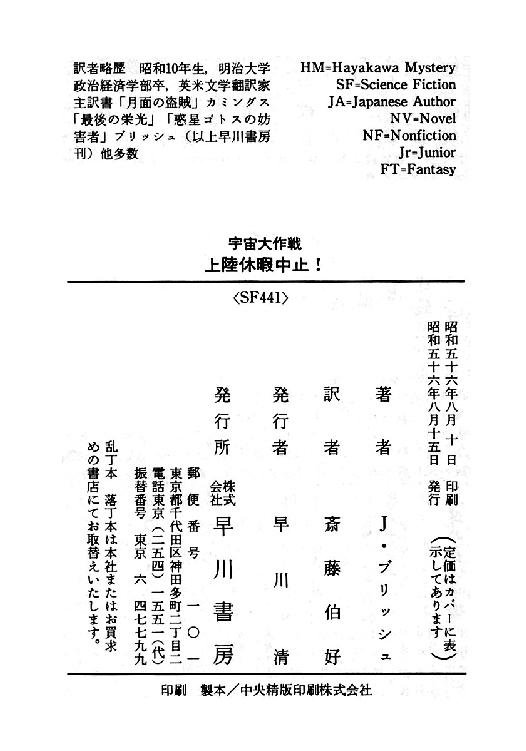 訳者略歴　昭和10年生，明治大学
政治経済学部卒，英米文学翻訳家
主訳書「月面の盗賊」カミングス
「最後の栄光」「惑星ゴトスの妨
害者」ブリッシュ（以上早川書房
刊）他多数
HM=Hayakawa Mystery
SF=Science Fiction
JA=Japanese Author
NV=Novel
NF=Nonfiction
Jr=Junior
FT=Fantasy
宇宙大作戦
上陸休暇中止！
〈SF441〉
昭和五十六年八月 十 日　印刷
昭和五十六年八月十五日　発行
（定価はカバーに表
示してあります）
著者　J・ブリッシュ
訳者　斎藤伯好
発行者　早川清
発行所　株式会社早川書房
郵便番号　一〇一
東京都千代田区神田多町二丁目二
電話東京（二五四）一五五一（代）
振替番号　東京　六　四七七九九
乱丁本　落丁本は本社またはお買求
めの書店にてお取替えいたします。
印刷　製本／中央精版印刷株式会社